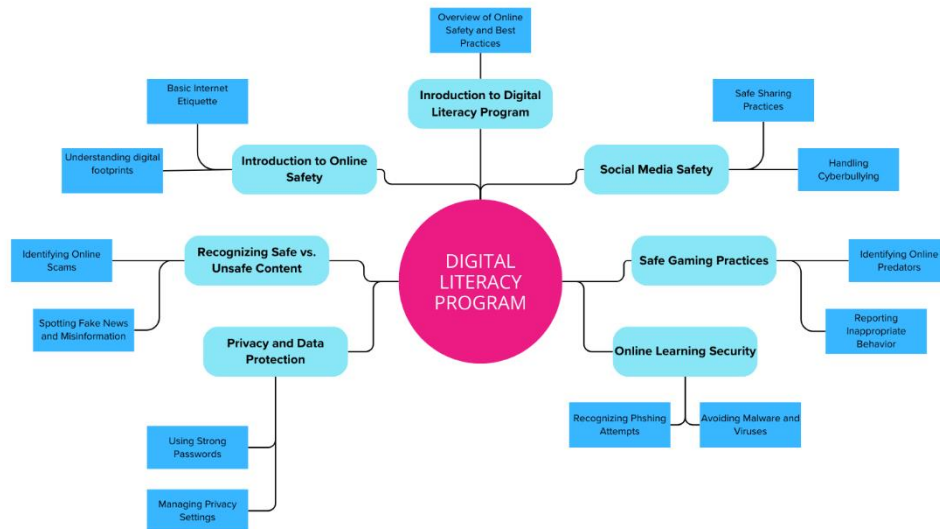 Overview of Online
Safety and Best
Practices
Inroduction to Digital
Literacy Program
Basic Internet
Etiquette
Understanding digital
footprints
Introduction to Online
Safety
Safe Sharing
Practices
Social Media Safety
Handling
Cyberbullying
Identifying Online
Scams
Recognizing Safe vs.
Unsafe Content
Spotting Fake News
and Misinformation
DIGITAL
LITERACY
PROGRAM
Safe Gaming Practices
Identifying Online
Predators
Reporting
Inappropriate
Behavior
Privacy and Data
Protection
Online Learning Security
Using Strong
Passwords
Managing Privacy
Settings
Recognizing Phshing
Attempts
Avoiding Malware and
Viruses